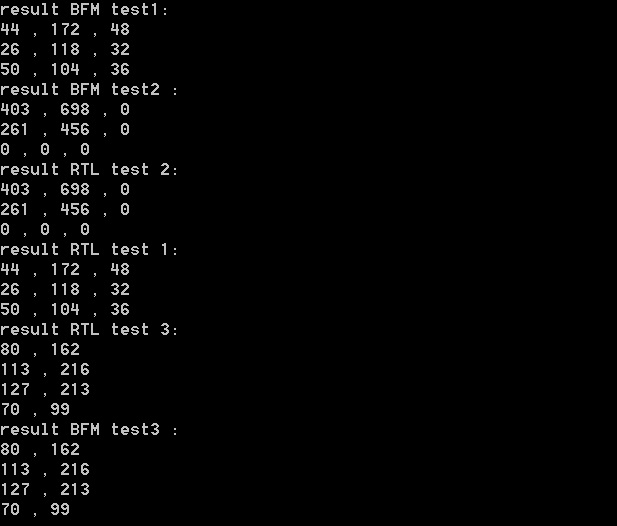 result BFM test1:
44 , 172 , 48
26 , 118 , 32
50 , 104 , 36
result BFM test2 :
403 , 698 , 0
261 , 456 , 0
0 , 0 , 0
result RTL test 2:
403 , 698 , 0
261 , 456 , 0
0 , 0 , 0
result RTL test 1:
44 , 172 , 48
26 , 118 , 32
50 , 104 , 36
result RTL test 3:
80 , 162
113 , 216
127 , 213
70 , 99
result BFM test3 :
80 , 162
113 , 216
127 , 213
70 , 99